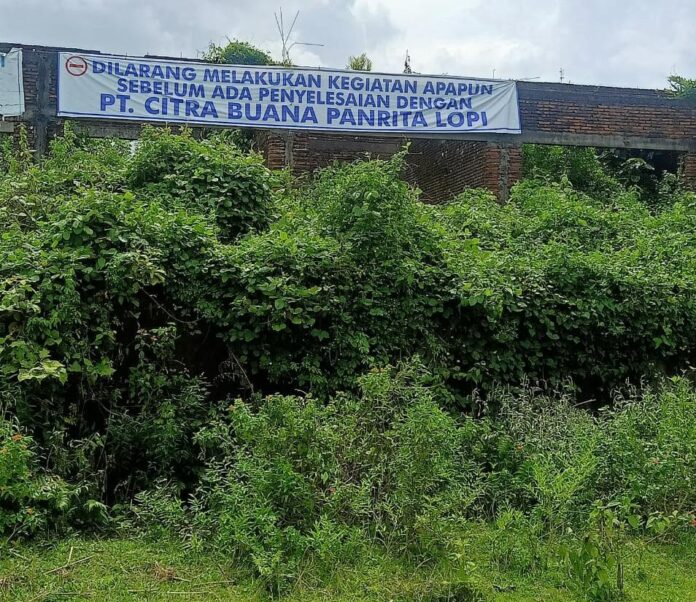 DILARANG MELAKUKAN KEGIATAN APAPUN
SEBELUM ADA PENYELESAIAN DENGAN
PT. CITRA BUANA PANRITA LOPI